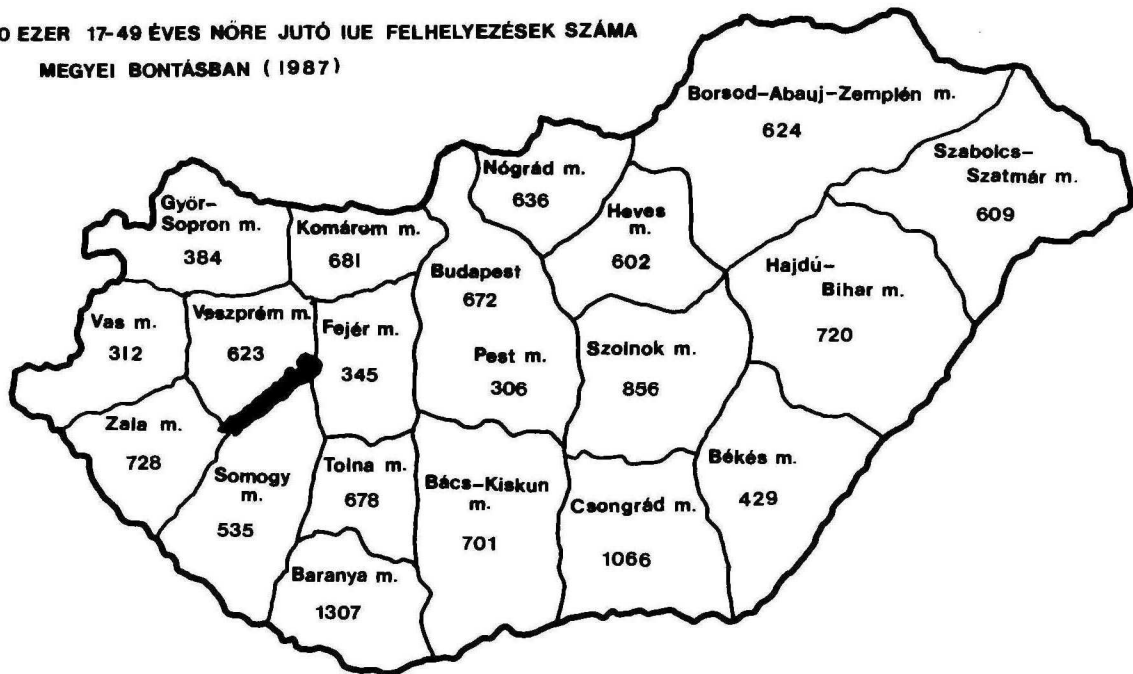 0 EZER 17-49 ÉVES NŐRE JUTÓ IUE FELHELYEZÉSEK SZÁMA
MEGYEI BONTÁSBAN (1987)
Borsod-Abauj-Zemplén m.
624
Szabolcs-
Szatmár m.
609
Nógrád m.
636
Heves
m.
602
Győr-
Sopron m.
384
Komárom m.
681
Budapest
672
Hajdú-
Bihar m.
720
Vas m.
312
Veszprém m.
623
Fejér m.
345
Pest m.
306
Szolnok m.
856
Zala m.
728
Somogy
m.
535
Tolna m.
678
Bács-Kiskun
m.
701
Csongrád m.
1066
Békés m.
429
Baranya m.
1307